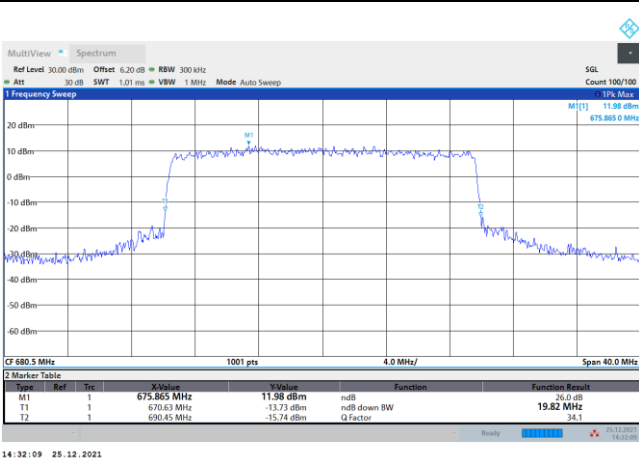 MultiView Spectrum
Ref Level 30.00 dBm Offset 6.20 dB RBW 300 kHz SGL
Att 30 dB SWT 1.01 ms VBW 1 MHz Mode Auto Sweep Count 100/100
1 Frequency Sweep 1Pk Max
M1[1] 11.98 dBm
675.865 0 MHz
20 dBm
M1
10 dBm
0 dBm
-10 dBm
-20 dBm
-30 dBm
-40 dBm
-50 dBm
-60 dBm
CF 680.5 MHz 1001 pts 4.0 MHz/ Span 40.0 MHz
2 Marker Table
Type Ref Trc X-Value Y-Value Function Function Result
M1 1 675.865 MHz 11.98 dBm ndB 26.0 dB
T1 1 670.63 MHz -13.73 dBm ndB down BW 19.82 MHz
T2 1 690.45 MHz -15.74 dBm Q Factor 34.1
Ready 25.12.2021
14:32:09
14:32:09 25.12.2021